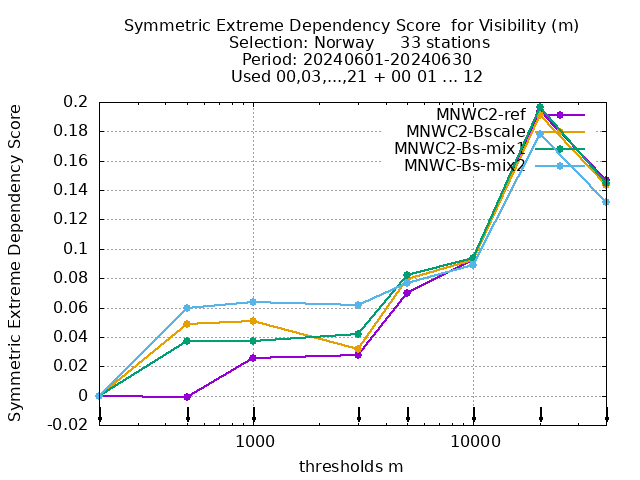 Symmetric Extreme Dependency Score  for Visibility (m)
Selection: Norway     33 stations
Period: 20240601-20240630
Used 00,03,...,21 + 00 01 ... 12
Symmetric Extreme Dependency Score
0.2
0.18
0.16
0.14
0.12
0.1
0.08
0.06
0.04
0.02
0
-0.02
MNWC2-ref
MNWC2-Bscale
MNWC2-Bs-mix1
MNWC-Bs-mix2
1000
10000
thresholds m